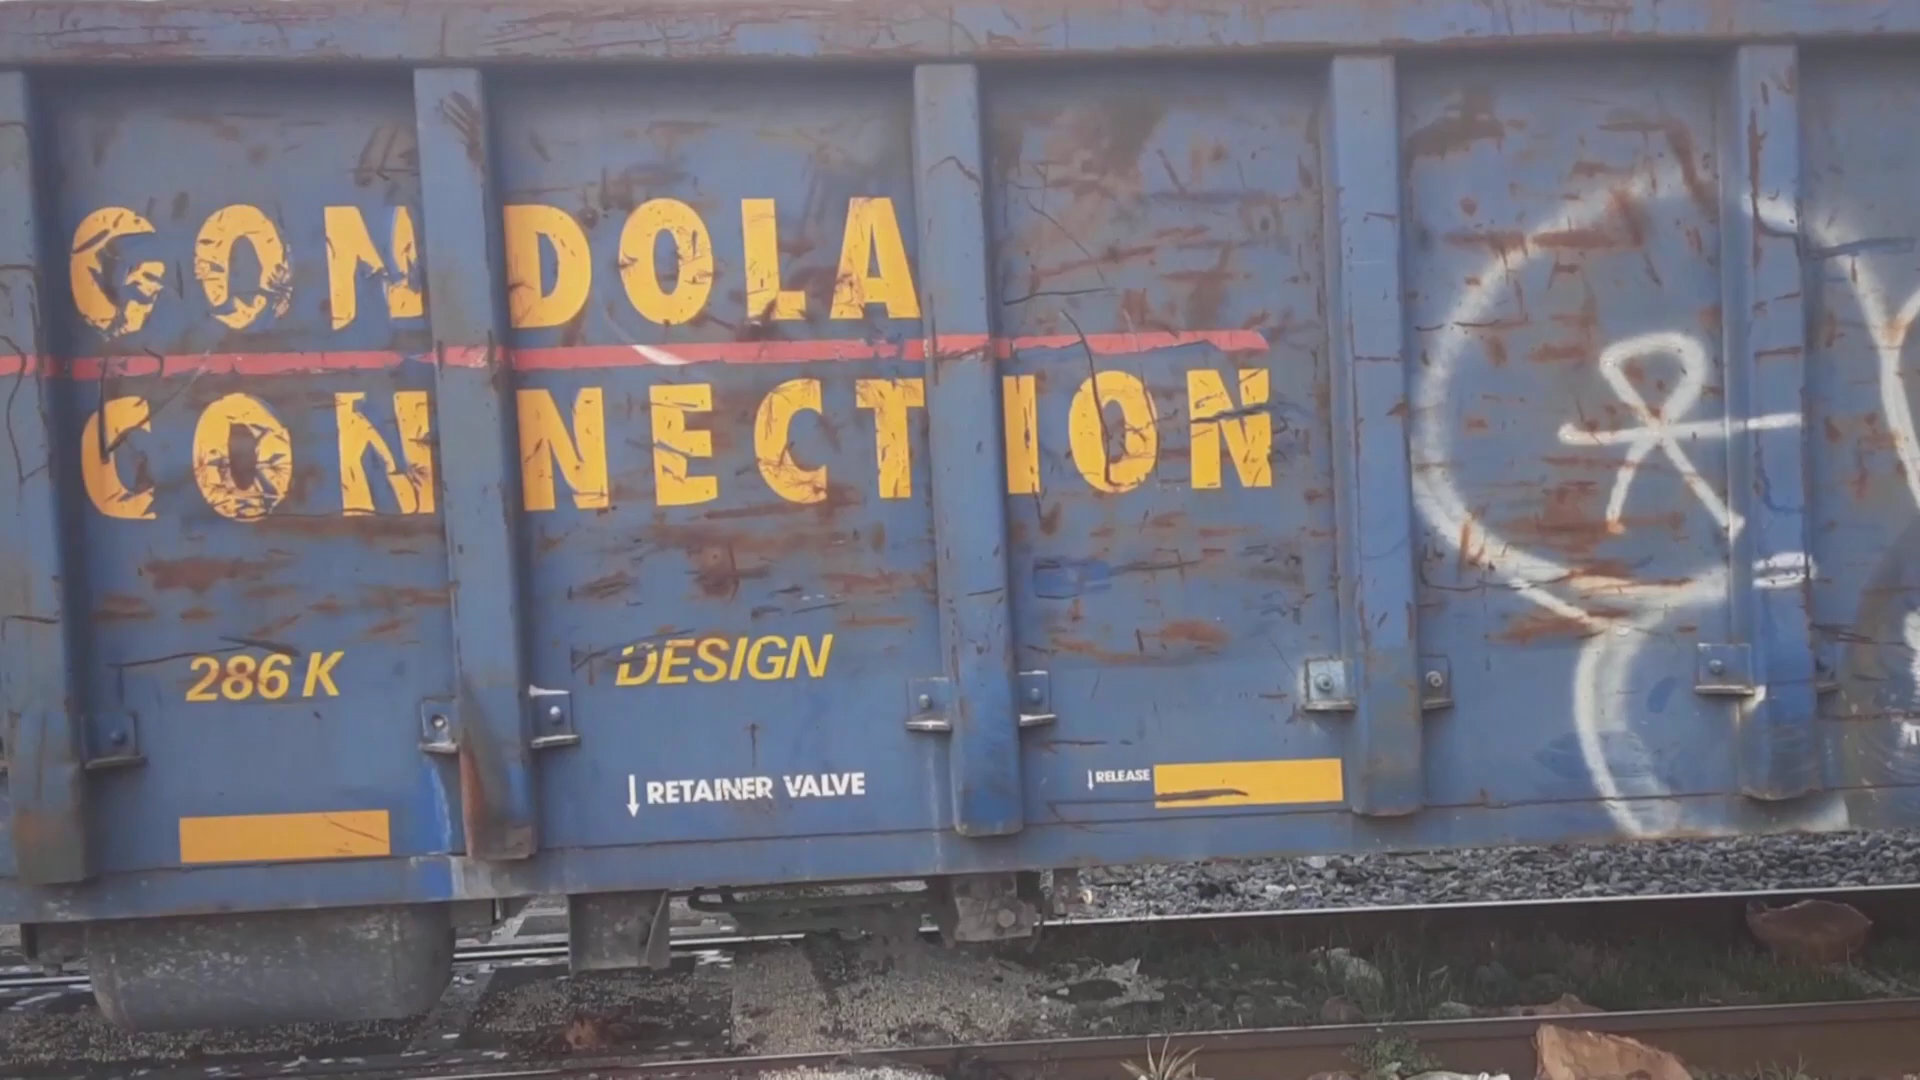 GONDOLA
CONNECTION
286 K DESIGN
RETAINER VALVE
RELEASE